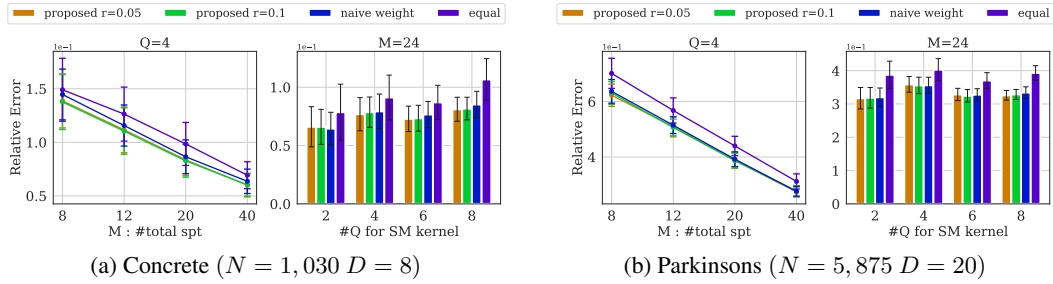 proposed r=0.05 proposed r=0.1 naive weight equal
1e−1 Q=4
Relative Error
1.5
1.0
0.5
8 12 20 40
M : #total spt
1e−1 M=24
1.0
0.5
0.0
2 4 6 8
#Q for SM kernel
(a) Concrete (N = 1,030 D = 8)
proposed r=0.05 proposed r=0.1 naive weight equal
1e−1 Q=4
Relative Error
6
4
8 12 20 40
M : #total spt
1e−1 M=24
4
3
2
1
0
2 4 6 8
#Q for SM kernel
(b) Parkinsons (N = 5,875 D = 20)